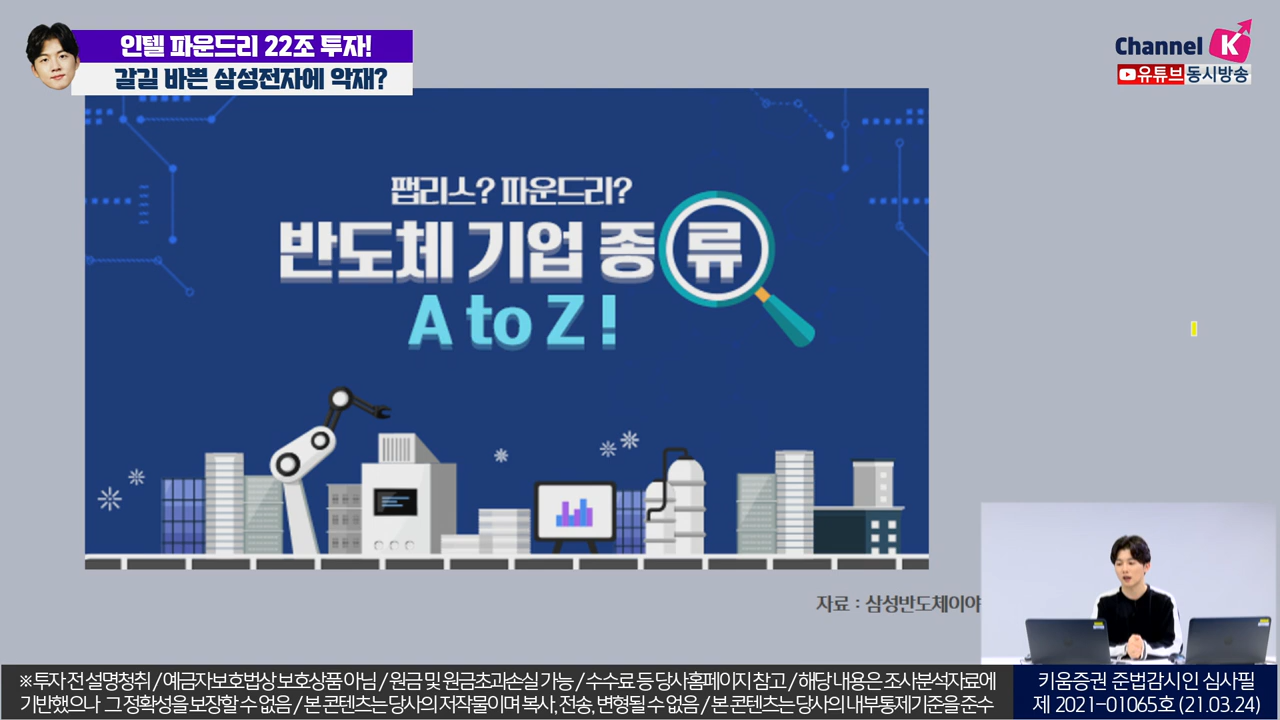 인텔 파운드리 22조 투자!
갈길 바쁜 삼성전자에 악재?
Channel K
유튜브 동시방송
팹리스? 파운드리?
반도체 기업 종류
A to Z !
자료 : 삼성반도체이야
※ 투자 전 설명청취 / 예금자보호법상 보호상품 아님 / 원금 및 원금초과손실 가능 / 수수료 등 당사홈페이지 참고 / 해당 내용은 조사분석자료에
기반했으나 그 정확성을 보장할 수 없음 / 본 콘텐츠는 당사의 저작물이며 복사, 전송, 변형될 수 없음 / 본 콘텐츠는 당사의 내부통제기준을 준수
키움증권 준법감시인 심사필
제 2021-01065호 (21.03.24)